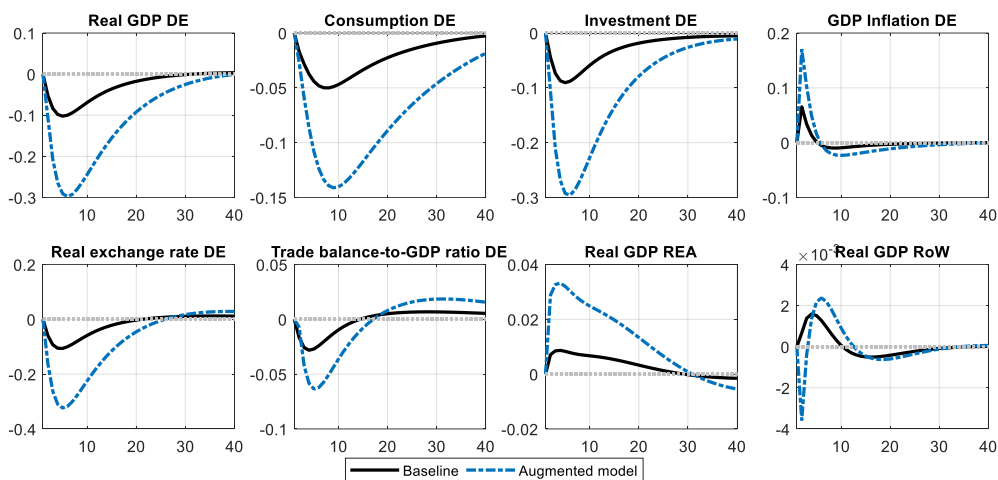 Real GDP DE
Consumption DE
Investment DE
GDP Inflation DE
0.1
0
-0.1
-0.2
-0.3
10 20 30 40
0
-0.05
-0.1
-0.15
10 20 30 40
0
-0.1
-0.2
-0.3
10 20 30 40
0.2
0.1
0
0.1
10 20 30 40
Real exchange rate DE
Trade balance-to-GDP ratio DE
Real GDP REA
Real GDP RoW
0.2
0
-0.2
-0.4
10 20 30 40
0.05
0
-0.05
-0.1
10 20 30 40
0.04
0.02
0
-0.02
10 20 30 40
×10
4
2
0
-2
-4
10 20 30 40
Baseline
Augmented model